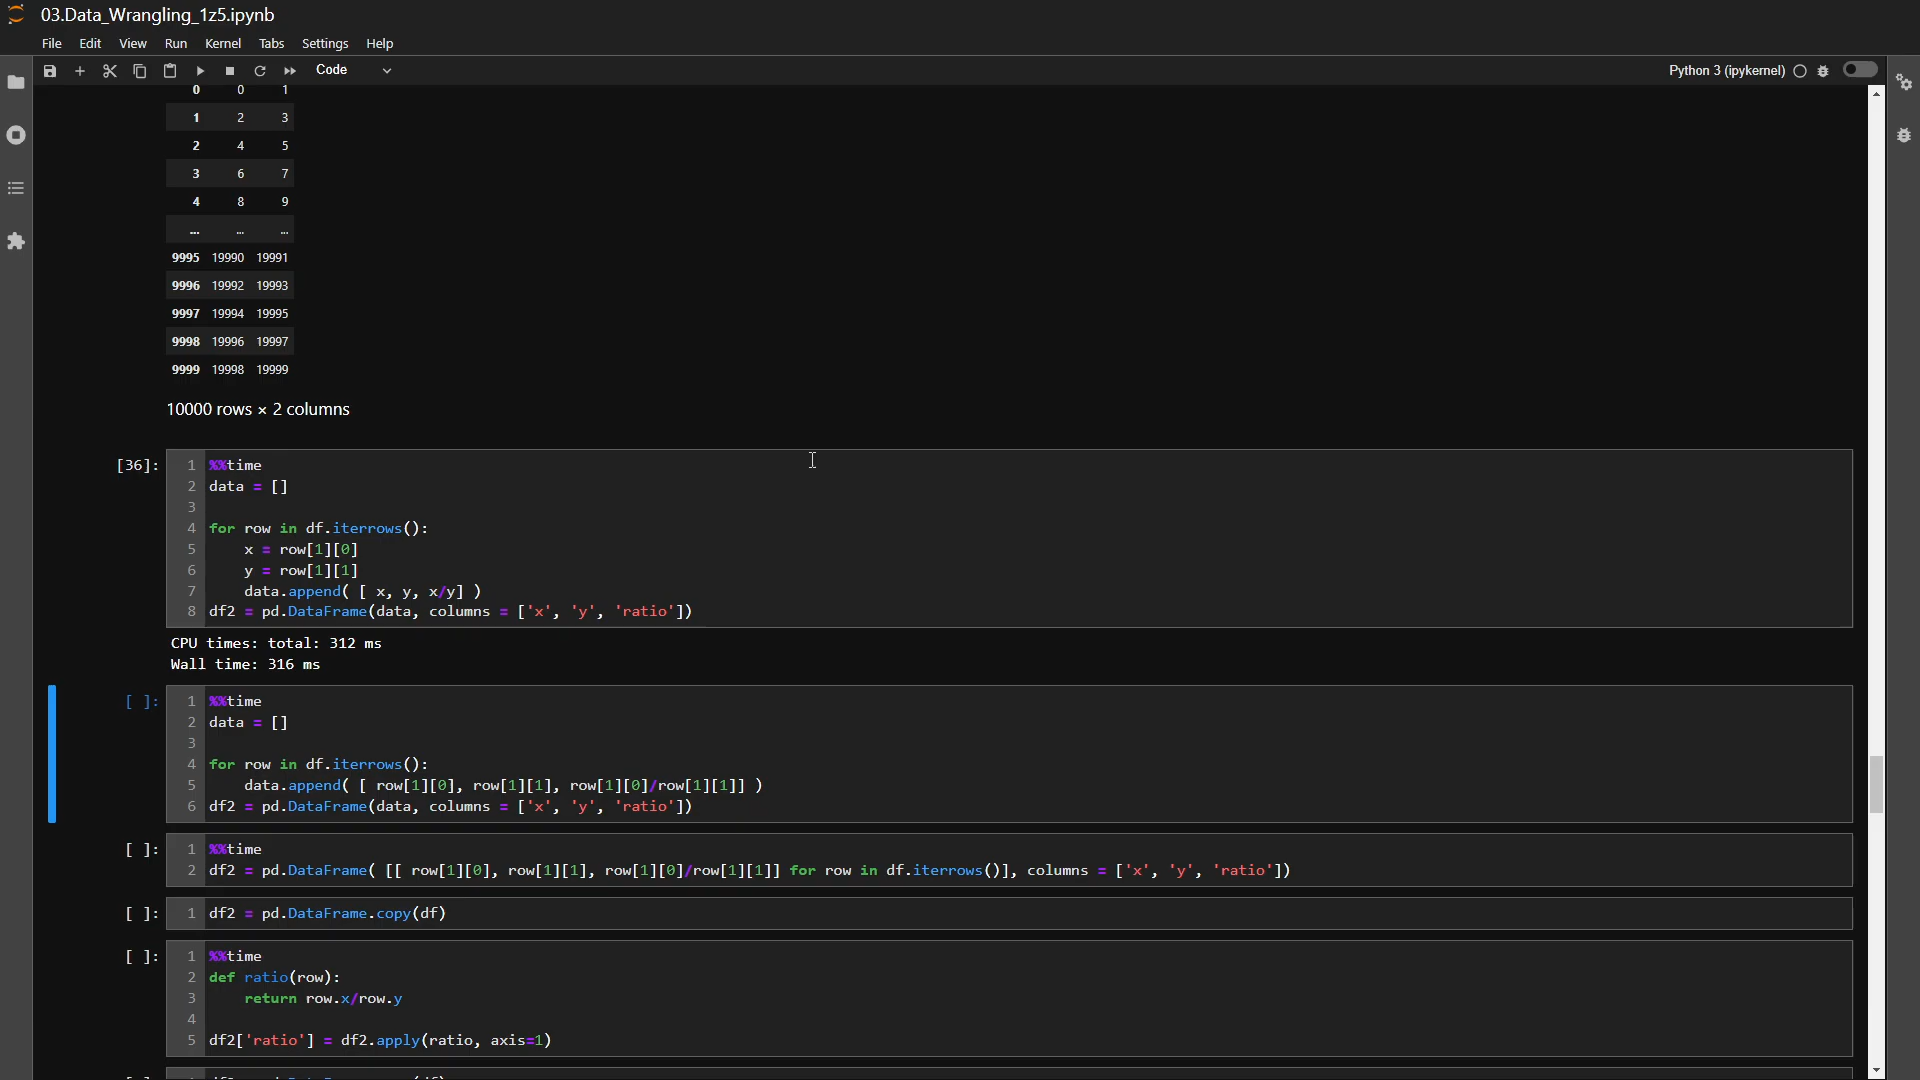 03.Data_Wrangling_1z5.ipynb
File Edit View Run Kernel Tabs Settings Help
Code
Python 3 (ipykernel)
0 0 1
1 2 3
2 4 5
3 6 7
4 8 9
... ... ...
9995 19990 19991
9996 19992 19993
9997 19994 19995
9998 19996 19997
9999 19998 19999
10000 rows × 2 columns
[36]: 1 %%time
2 data = []
3
4 for row in df.iterrows():
5     x = row[1][0]
6     y = row[1][1]
7     data.append( [ x, y, x/y] )
8 df2 = pd.DataFrame(data, columns = ['x', 'y', 'ratio'])
CPU times: total: 312 ms
Wall time: 316 ms
[ ]: 1 %%time
2 data = []
3
4 for row in df.iterrows():
5     data.append( [ row[1][0], row[1][1], row[1][0]/row[1][1]] )
6 df2 = pd.DataFrame(data, columns = ['x', 'y', 'ratio'])
[ ]: 1 %%time
2 df2 = pd.DataFrame( [[ row[1][0], row[1][1], row[1][0]/row[1][1]] for row in df.iterrows()], columns = ['x', 'y', 'ratio'])
[ ]: 1 df2 = pd.DataFrame.copy(df)
[ ]: 1 %%time
2 def ratio(row):
3     return row.x/row.y
4
5 df2['ratio'] = df2.apply(ratio, axis=1)